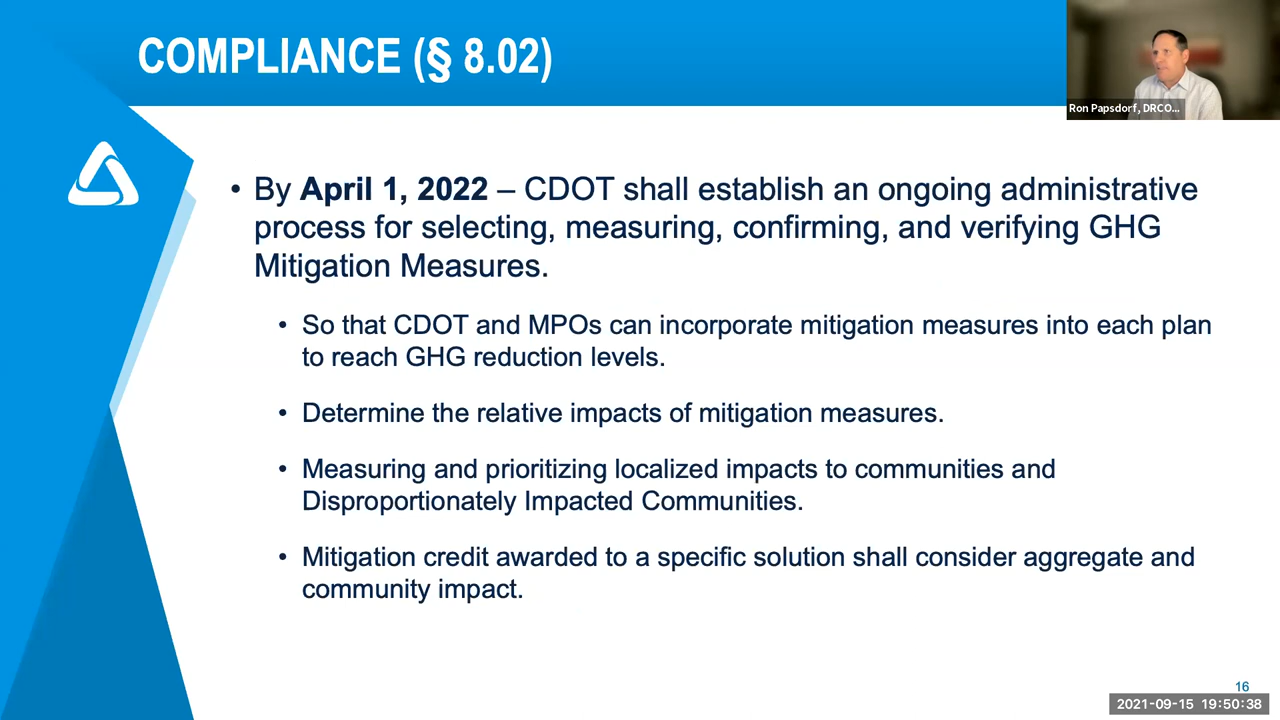 COMPLIANCE (§ 8.02)
Ron Papsdorf, DRCO...
• By April 1, 2022 – CDOT shall establish an ongoing administrative
process for selecting, measuring, confirming, and verifying GHG
Mitigation Measures.
• So that CDOT and MPOs can incorporate mitigation measures into each plan
to reach GHG reduction levels.
• Determine the relative impacts of mitigation measures.
• Measuring and prioritizing localized impacts to communities and
Disproportionately Impacted Communities.
• Mitigation credit awarded to a specific solution shall consider aggregate and
community impact.
16
2021-09-15 19:50:38